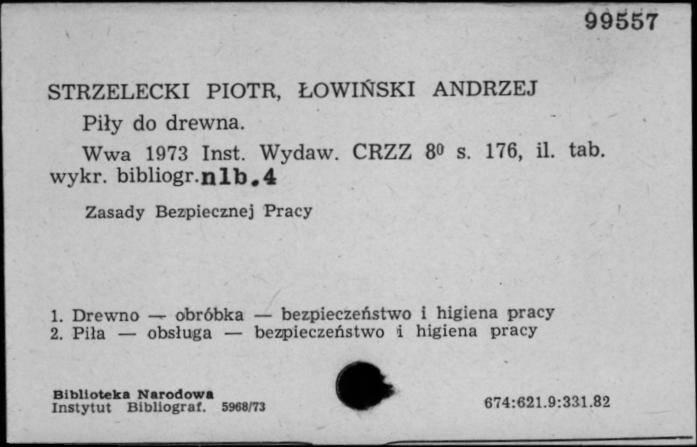 99557
STRZELECKI PIOTR, ŁOWIŃSKI ANDRZEJ
Piły do drewna.
Wwa 1973 Inst. Wydaw. CRZZ 8⁰ s. 176, il. tab.
wykr. bibliogr.nlb.4
Zasady Bezpiecznej Pracy
1. Drewno — obróbka — bezpieczeństwo i higiena pracy
2. Piła — obsługa — bezpieczeństwo i higiena pracy
Biblioteka Narodowa
Instytut Bibliograf. 5968/73
674:621.9:331.82